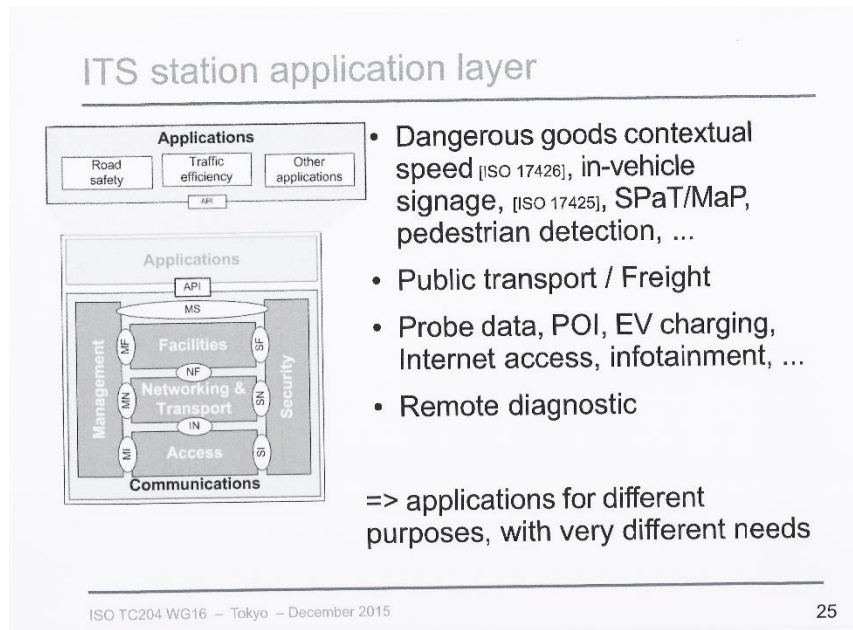 ITS station application layer
Applications
Road safety
Traffic efficiency
Other applications
API
Applications
API
MS
Management
MF
Facilities
SF
Security
NF
MN
Networking & Transport
SN
IN
MI
Access
SI
Communications
• Dangerous goods contextual
speed [ISO 17426], in-vehicle
signage, [ISO 17425], SPaT/MaP,
pedestrian detection, ...
• Public transport / Freight
• Probe data, POI, EV charging,
Internet access, infotainment, ...
• Remote diagnostic
=> applications for different
purposes, with very different needs
ISO TC204 WG16 – Tokyo – December 2015
25